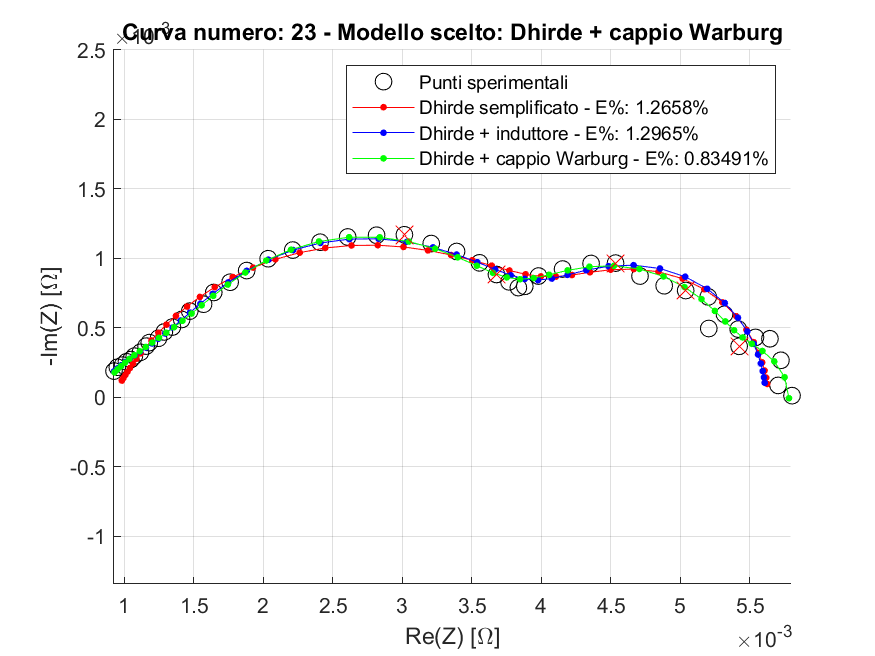 ×10-3
Curva numero: 23 - Modello scelto: Dhirde + cappio Warburg
2.5
2
1.5
1
0.5
0
-0.5
-1
-Im(Z) [Ω]
Punti sperimentali
Dhirde semplificato - E%: 1.2658%
Dhirde + induttore - E%: 1.2965%
Dhirde + cappio Warburg - E%: 0.83491%
1 1.5 2 2.5 3 3.5 4 4.5 5 5.5
Re(Z) [Ω]
×10-3